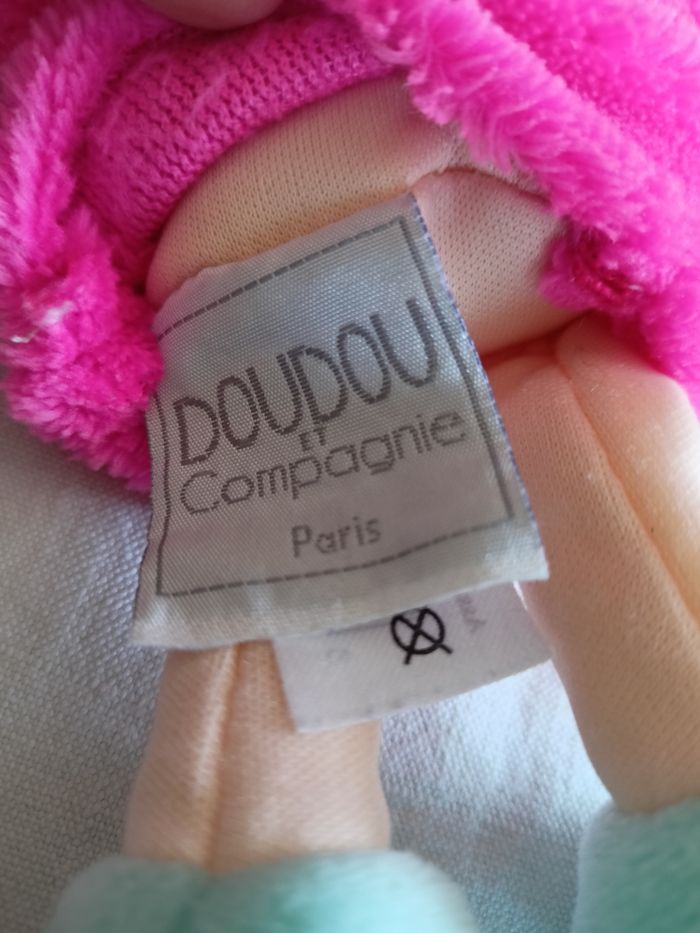 DOUDOU
ET
Compagnie
Paris